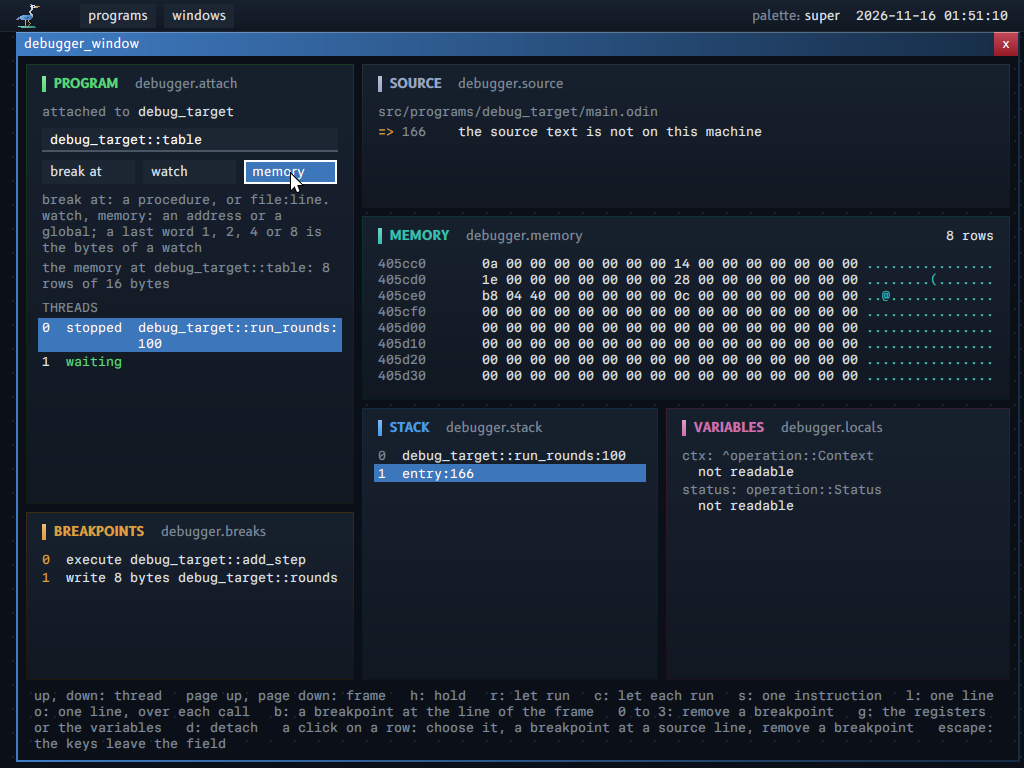 programs windows palette: super 2026-11-16 01:51:10
debugger_window x
PROGRAM debugger.attach
attached to debug_target
debug_target::table
break at watch memory
break at: a procedure, or file:line.
watch, memory: an address or a
global; a last word 1, 2, 4 or 8 is
the bytes of a watch
the memory at debug_target::table: 8
rows of 16 bytes
THREADS
0 stopped debug_target::run_rounds:
100
1 waiting
BREAKPOINTS debugger.breaks
0 execute debug_target::add_step
1 write 8 bytes debug_target::rounds
SOURCE debugger.source
src/programs/debug_target/main.odin
=> 166 the source text is not on this machine
MEMORY debugger.memory 8 rows
405cc0 0a 00 00 00 00 00 00 00 14 00 00 00 00 00 00 00 ................
405cd0 1e 00 00 00 00 00 00 00 28 00 00 00 00 00 00 00 ........(.......
405ce0 b8 04 40 00 00 00 00 00 0c 00 00 00 00 00 00 00 ..@.............
405cf0 00 00 00 00 00 00 00 00 00 00 00 00 00 00 00 00 ................
405d00 00 00 00 00 00 00 00 00 00 00 00 00 00 00 00 00 ................
405d10 00 00 00 00 00 00 00 00 00 00 00 00 00 00 00 00 ................
405d20 00 00 00 00 00 00 00 00 00 00 00 00 00 00 00 00 ................
405d30 00 00 00 00 00 00 00 00 00 00 00 00 00 00 00 00 ................
STACK debugger.stack
0 debug_target::run_rounds:100
1 entry:166
VARIABLES debugger.locals
ctx: ^operation::Context
not readable
status: operation::Status
not readable
up, down: thread page up, page down: frame h: hold r: let run c: let each run s: one instruction l: one line
o: one line, over each call b: a breakpoint at the line of the frame 0 to 3: remove a breakpoint g: the registers
or the variables d: detach a click on a row: choose it, a breakpoint at a source line, remove a breakpoint escape:
the keys leave the field